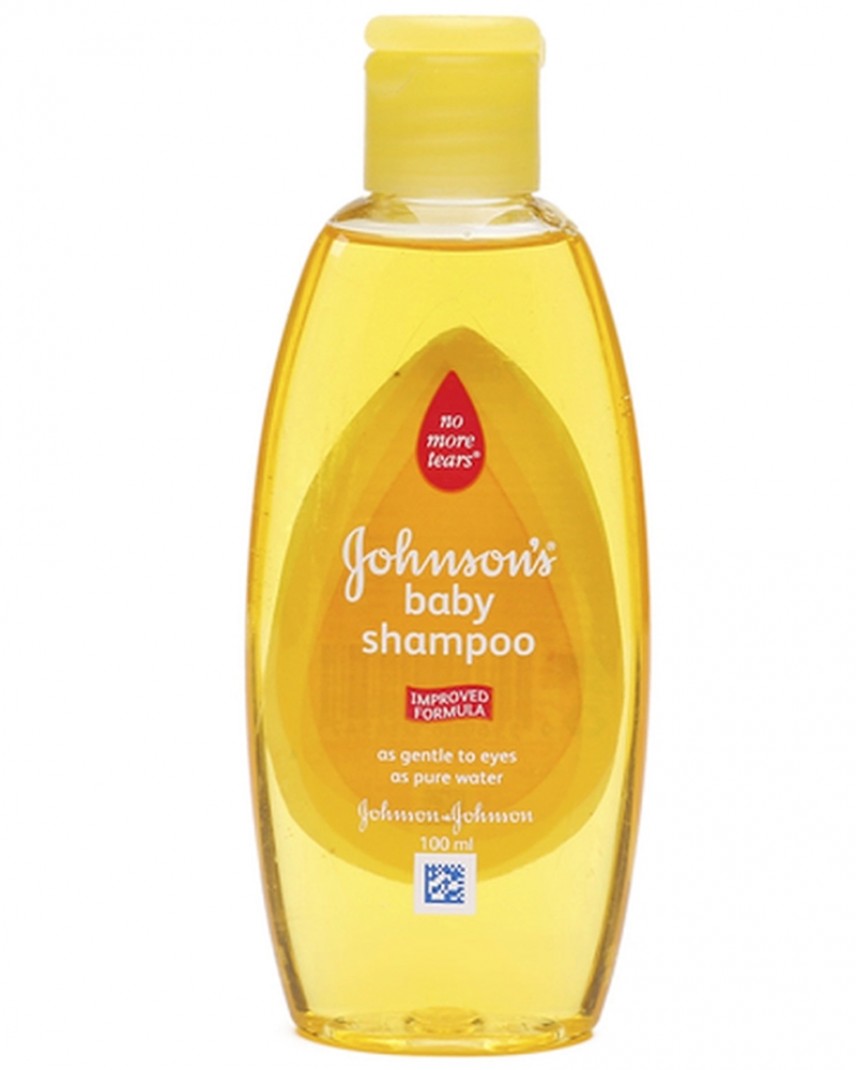 no
more
tears®
Johnson's®
baby
shampoo
IMPROVED
FORMULA
as gentle to eyes
as pure water
Johnson & Johnson
100 ml